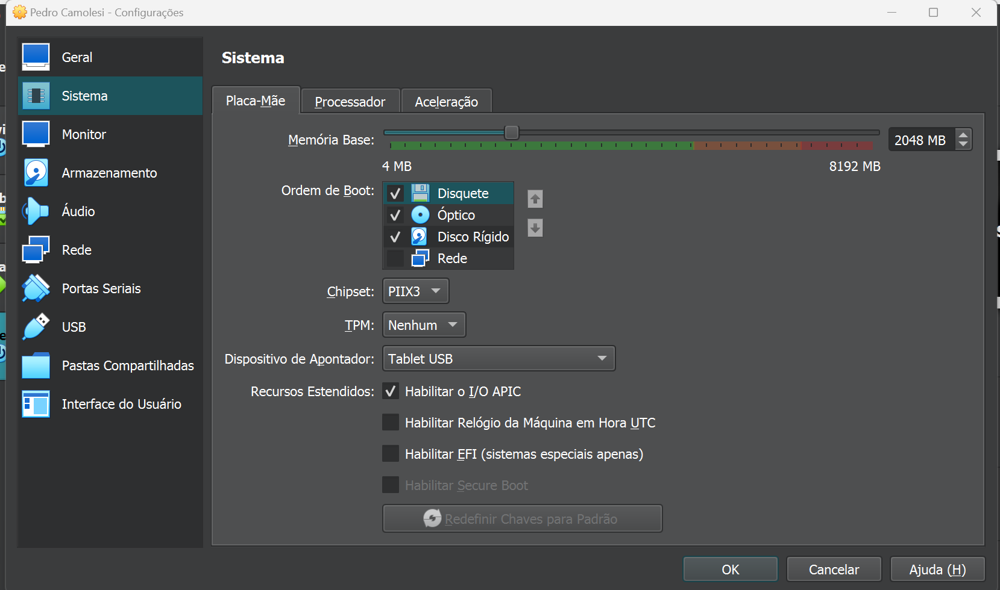 Pedro Camolesi - Configurações
Geral
Sistema
Monitor
Armazenamento
Áudio
Rede
Portas Seriais
USB
Pastas Compartilhadas
Interface do Usuário
Sistema
Placa-Mãe
Processador
Aceleração
Memória Base:
2048 MB
4 MB
8192 MB
Ordem de Boot:
Disquete
Óptico
Disco Rígido
Rede
Chipset:
PIIX3
TPM:
Nenhum
Dispositivo de Apontador:
Tablet USB
Recursos Estendidos:
Habilitar o I/O APIC
Habilitar Relógio da Máquina em Hora UTC
Habilitar EFI (sistemas especiais apenas)
Habilitar Secure Boot
Redefinir Chaves para Padrão
OK
Cancelar
Ajuda (H)